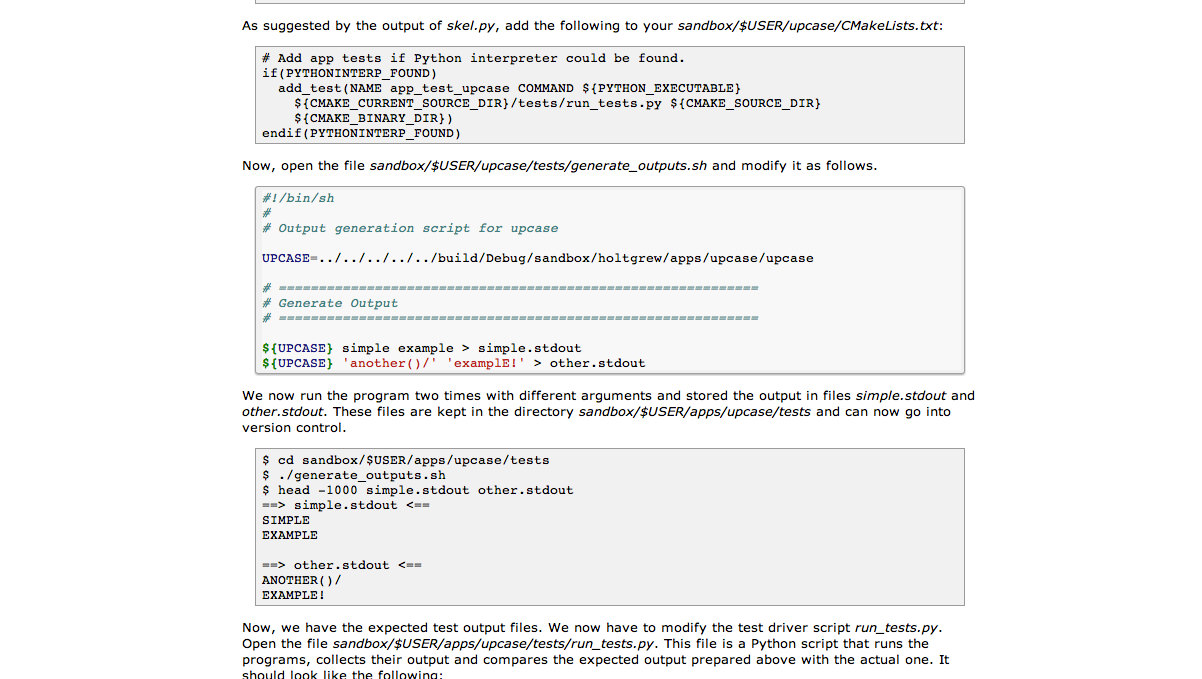 As suggested by the output of skel.py, add the following to your sandbox/$USER/upcase/CMakeLists.txt:
# Add app tests if Python interpreter could be found.
if(PYTHONINTERP_FOUND)
  add_test(NAME app_test_upcase COMMAND ${PYTHON_EXECUTABLE}
    ${CMAKE_CURRENT_SOURCE_DIR}/tests/run_tests.py ${CMAKE_SOURCE_DIR}
    ${CMAKE_BINARY_DIR})
endif(PYTHONINTERP_FOUND)
Now, open the file sandbox/$USER/upcase/tests/generate_outputs.sh and modify it as follows.
#!/bin/sh
#
# Output generation script for upcase
UPCASE=../../../../../build/Debug/sandbox/holtgrew/apps/upcase/upcase
# ============================================================
# Generate Output
# ============================================================
${UPCASE} simple example > simple.stdout
${UPCASE} 'another()/' 'examplE!' > other.stdout
We now run the program two times with different arguments and stored the output in files simple.stdout and
other.stdout. These files are kept in the directory sandbox/$USER/apps/upcase/tests and can now go into
version control.
$ cd sandbox/$USER/apps/upcase/tests
$ ./generate_outputs.sh
$ head -1000 simple.stdout other.stdout
==> simple.stdout <==
SIMPLE
EXAMPLE
==> other.stdout <==
ANOTHER()/
EXAMPLE!
Now, we have the expected test output files. We now have to modify the test driver script run_tests.py.
Open the file sandbox/$USER/apps/upcase/tests/run_tests.py. This file is a Python script that runs the
programs, collects their output and compares the expected output prepared above with the actual one. It
should look like the following: